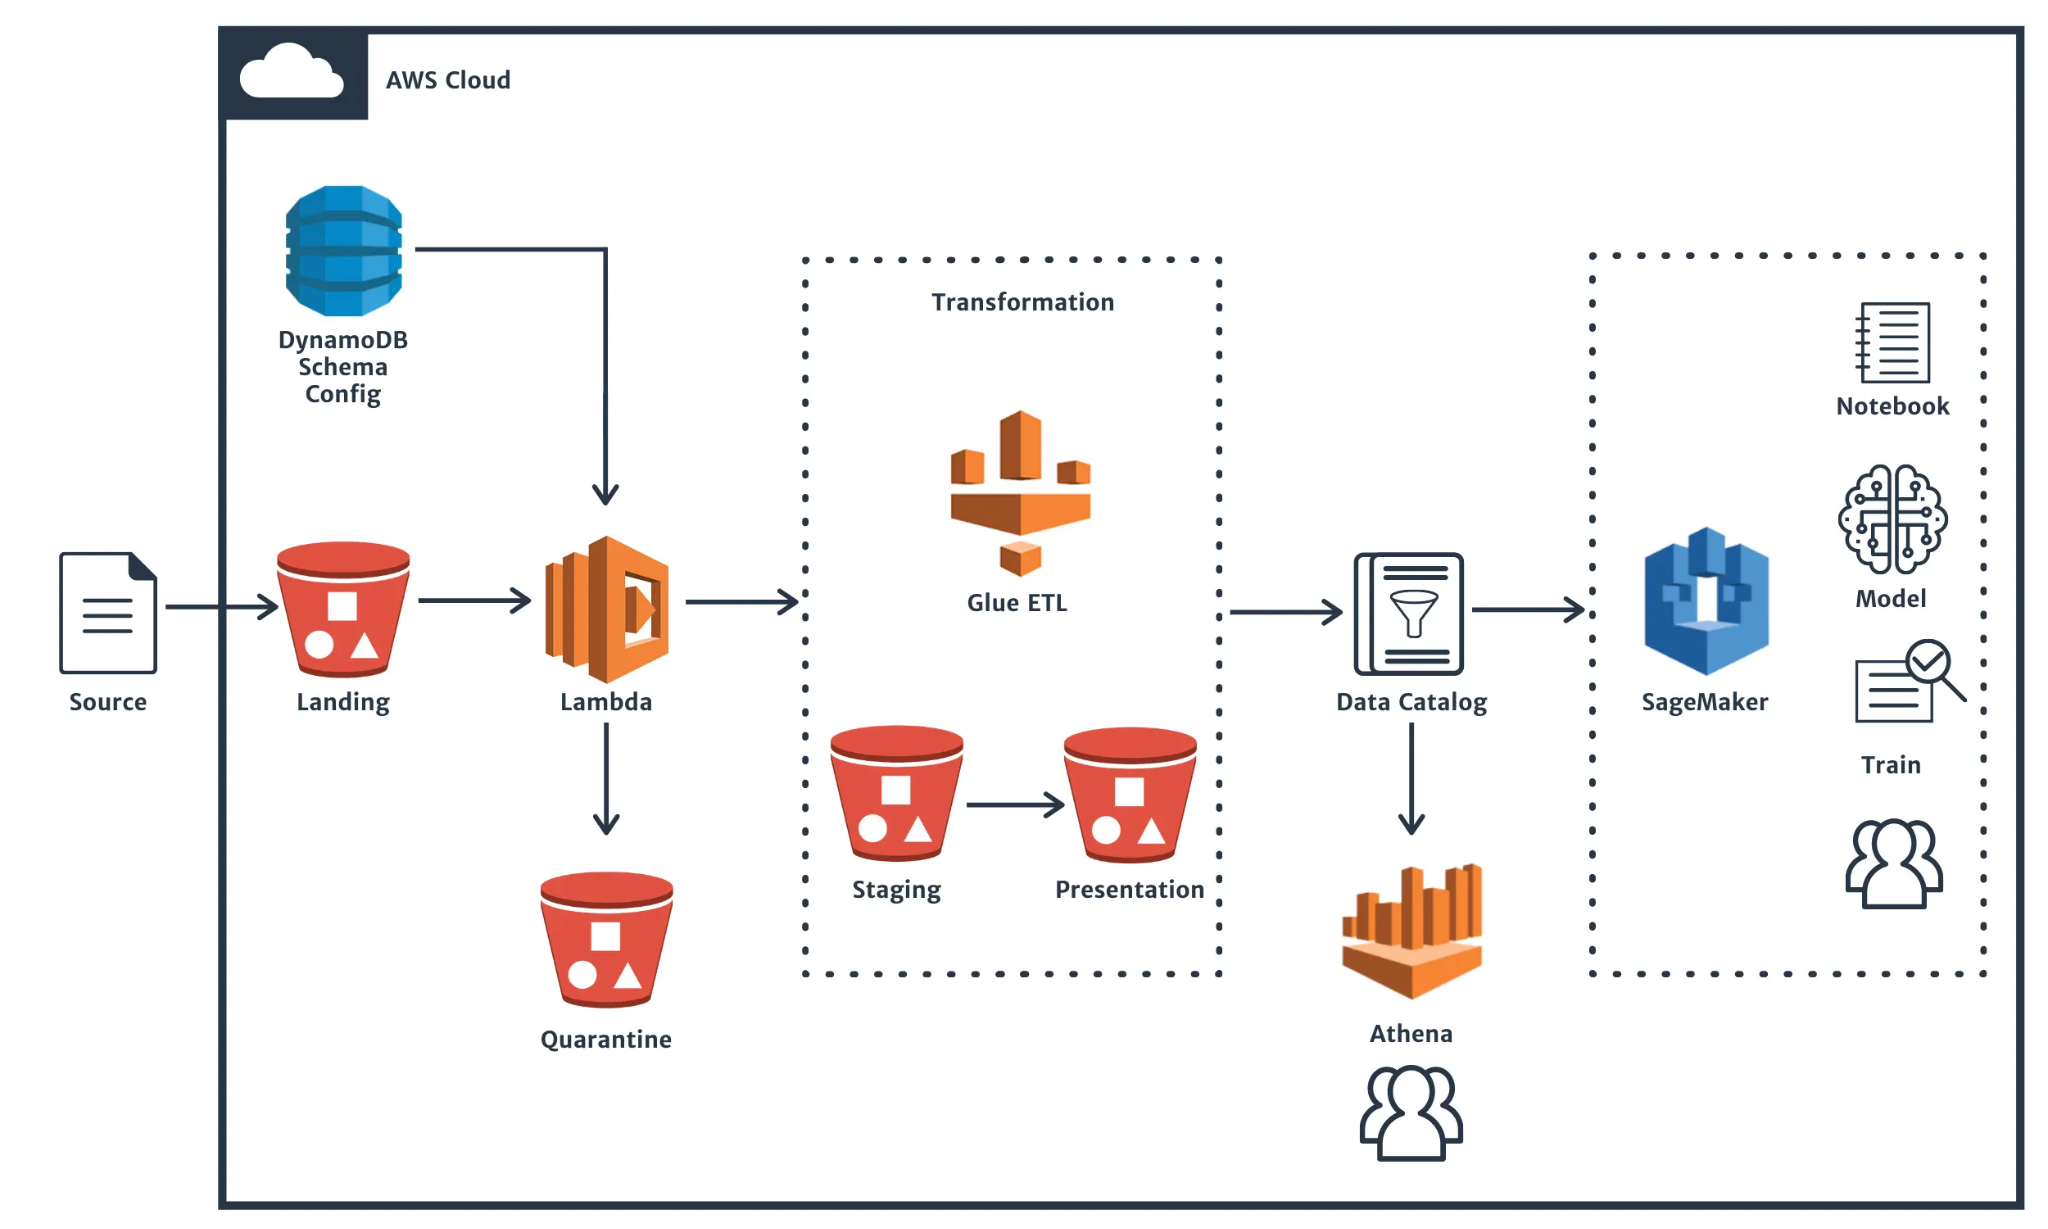 AWS Cloud
DynamoDB
Schema
Config
Transformation
Notebook
Glue ETL
Model
Source
Landing
Lambda
Data Catalog
SageMaker
Train
Staging
Presentation
Quarantine
Athena